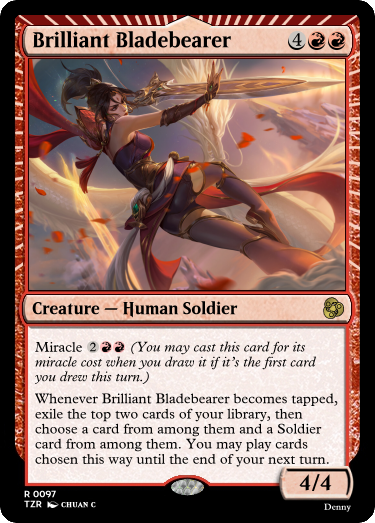 Brilliant Bladebearer 4
Creature — Human Soldier
Miracle 2 (You may cast this card for its
miracle cost when you draw it if it's the first card
you drew this turn.)
Whenever Brilliant Bladebearer becomes tapped,
exile the top two cards of your library, then
choose a card from among them and a Soldier
card from among them. You may play cards
chosen this way until the end of your next turn.
4/4
R 0097
TZR CHUAN C
Denny